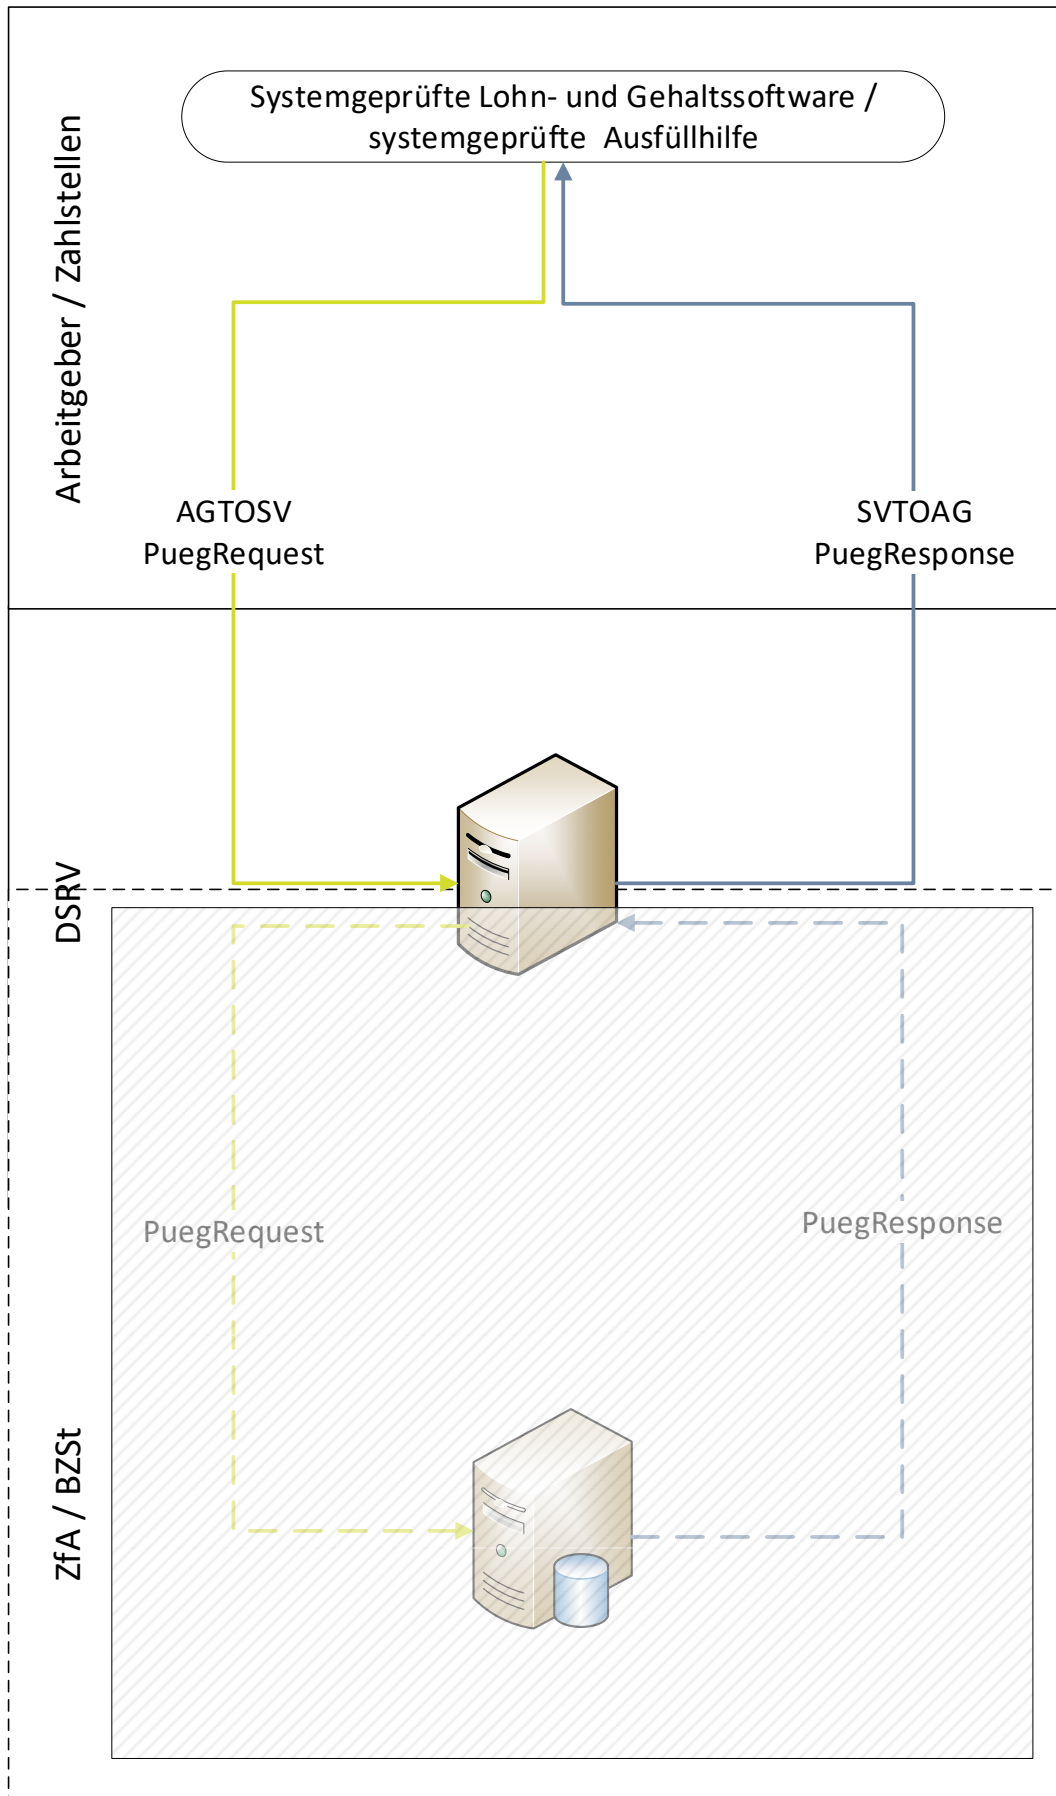 Systemgeprüfte Lohn- und Gehaltssoftware /
systemgeprüfte Ausfüllhilfe
Arbeitgeber / Zahlstellen
AGTOSV
PuegRequest
SVTOAG
PuegResponse
DSRV
PuegRequest
PuegResponse
ZfA / BZSt